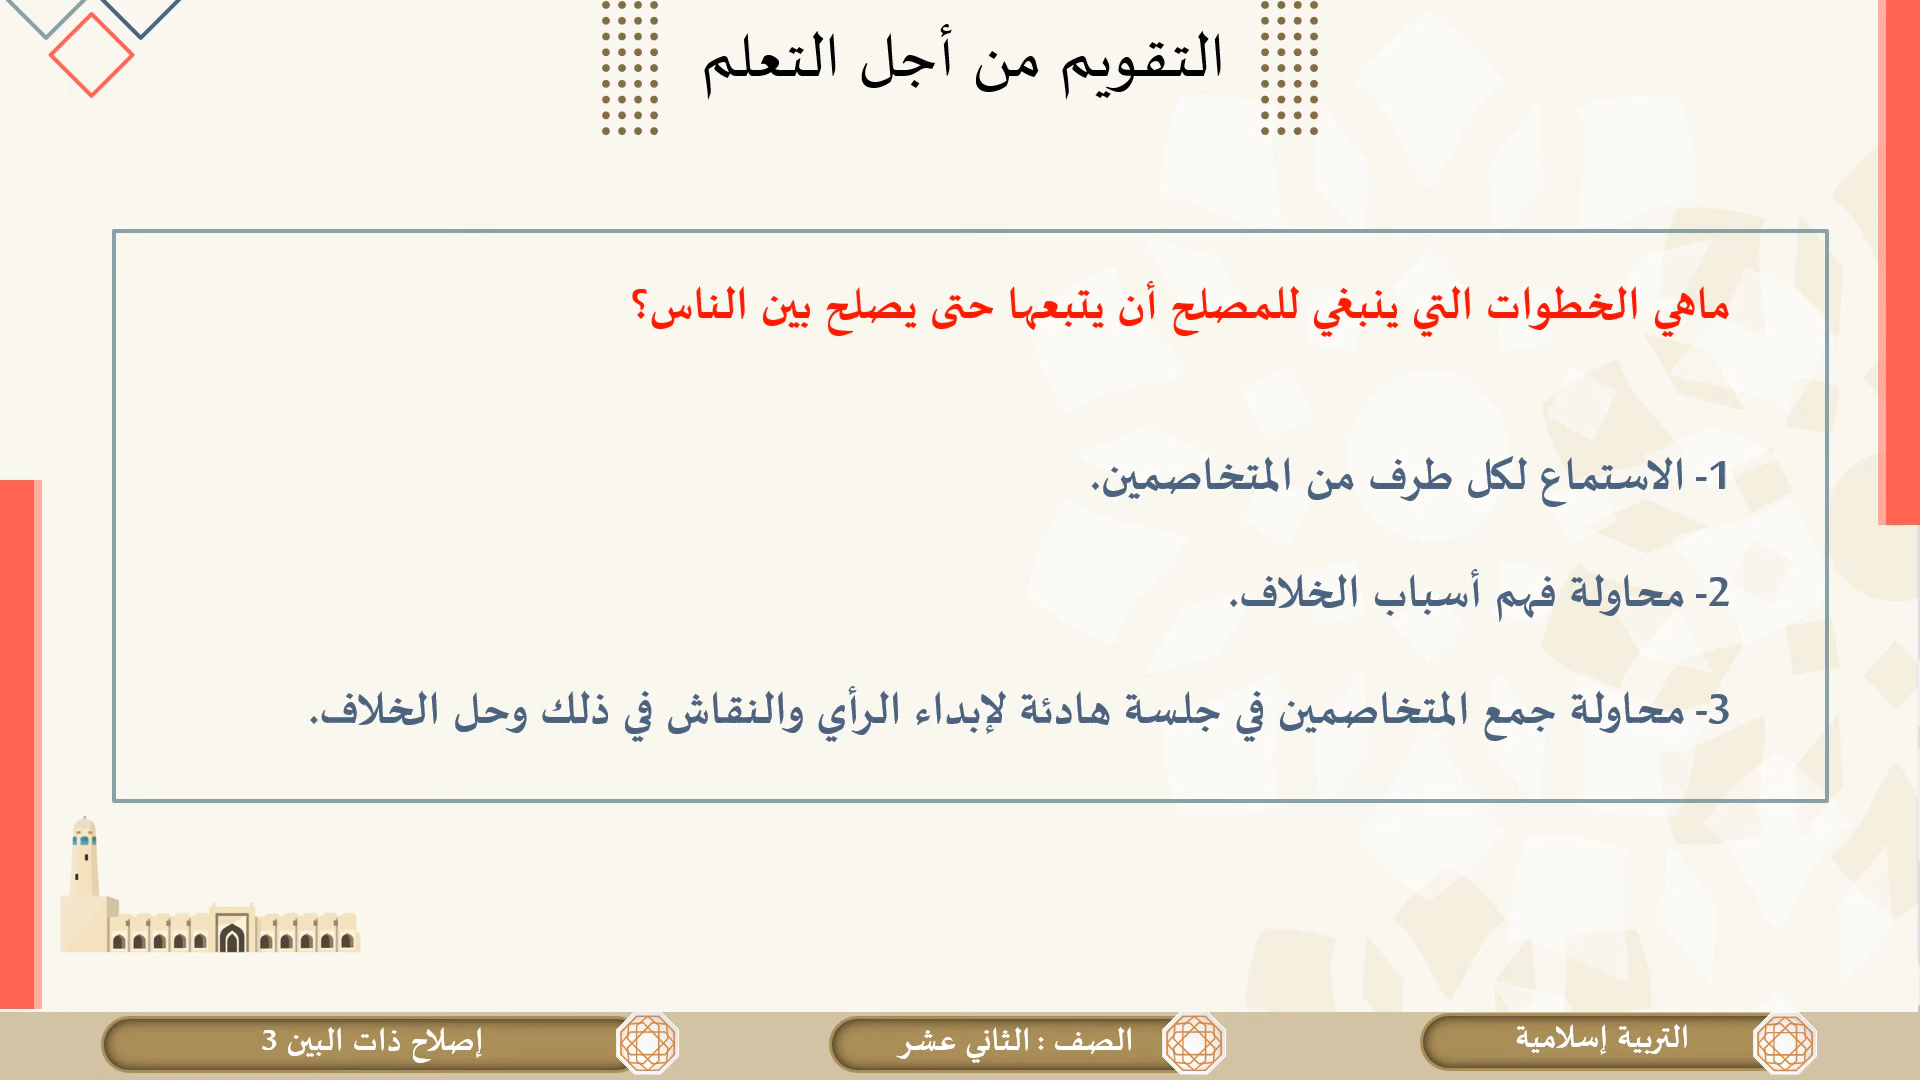 التقويم من أجل التعلم
ماهي الخطوات التي ينبغي للمصلح أن يتبعها حتى يصلح بين الناس؟
1- الاستماع لكل طرف من المتخاصمين.
2- محاولة فهم أسباب الخلاف.
3- محاولة جمع المتخاصمين في جلسة هادئة لإبداء الرأي والنقاش في ذلك وحل الخلاف.
التربية إسلامية
الصف : الثاني عشر
إصلاح ذات البين 3